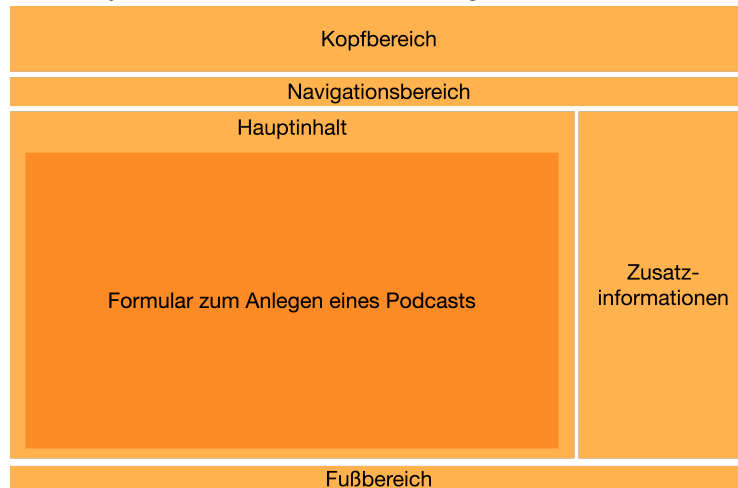 Kopfbereich
Navigationsbereich
Hauptinhalt
Formular zum Anlegen eines Podcasts
Zusatz-
informationen
Fußbereich